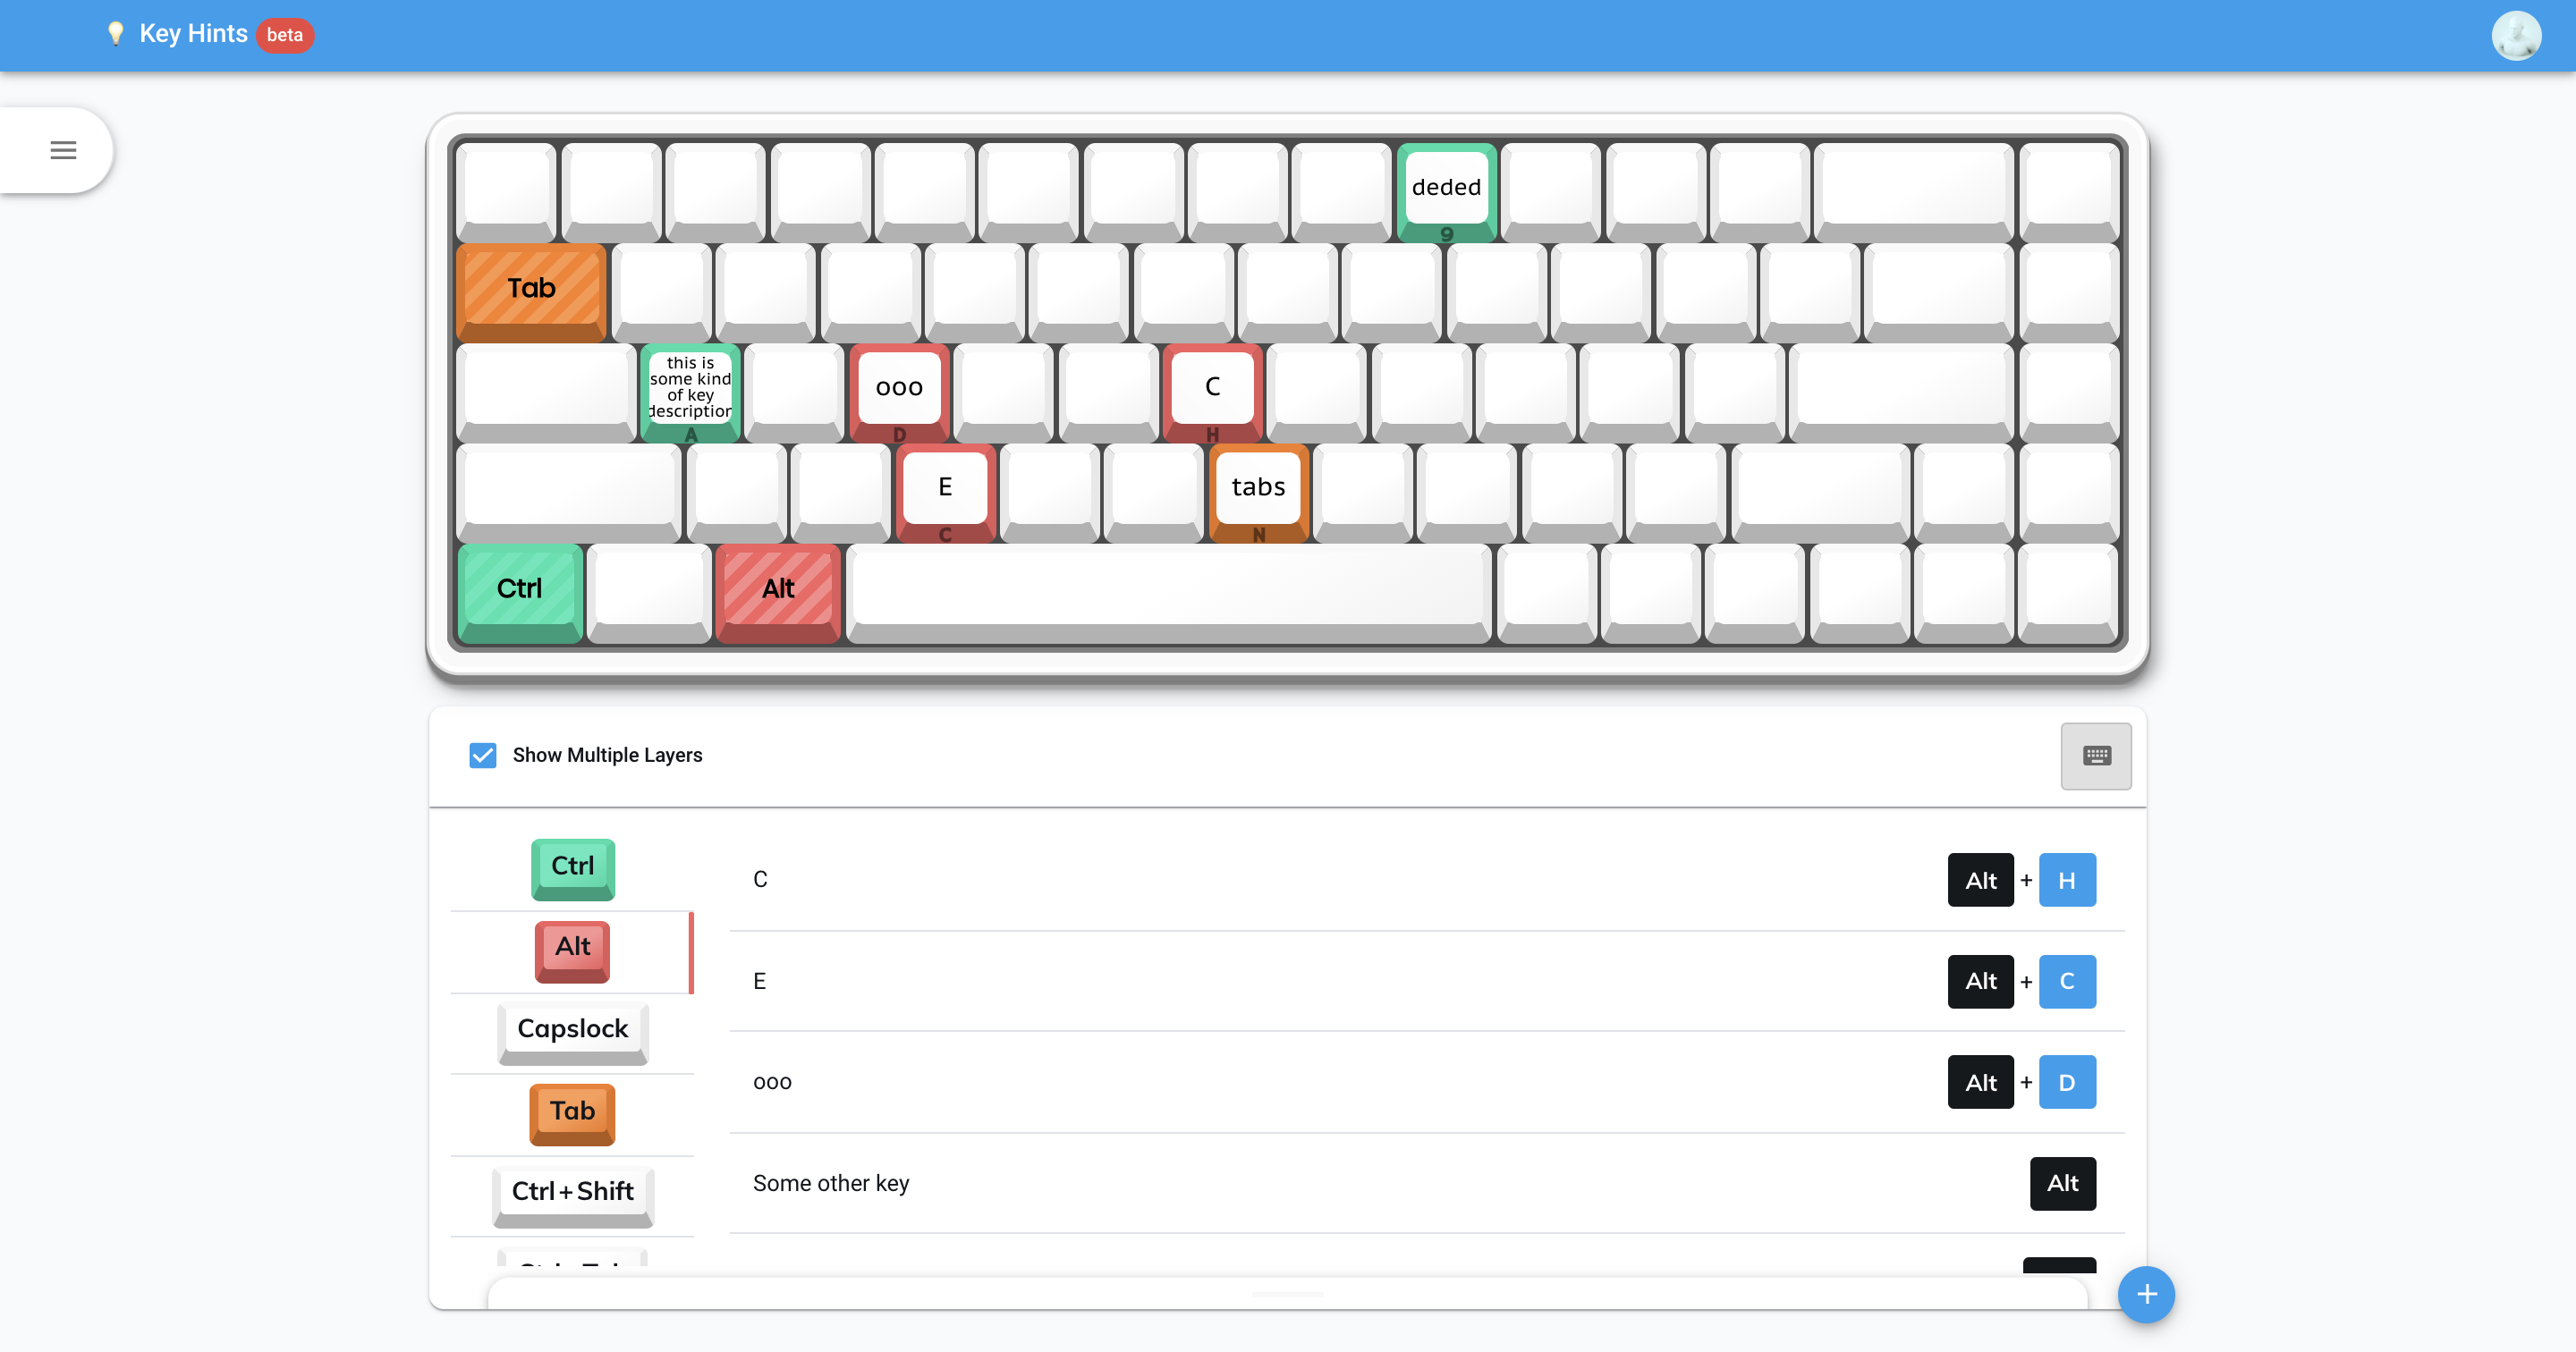 Key Hints beta
deded
9
Tab
this is
some kind
of key
description
A
ooo
D
C
H
E
C
tabs
N
Ctrl
Alt
Show Multiple Layers
Ctrl
Alt
Capslock
Tab
Ctrl+Shift
C Alt + H
E Alt + C
ooo Alt + D
Some other key Alt
+